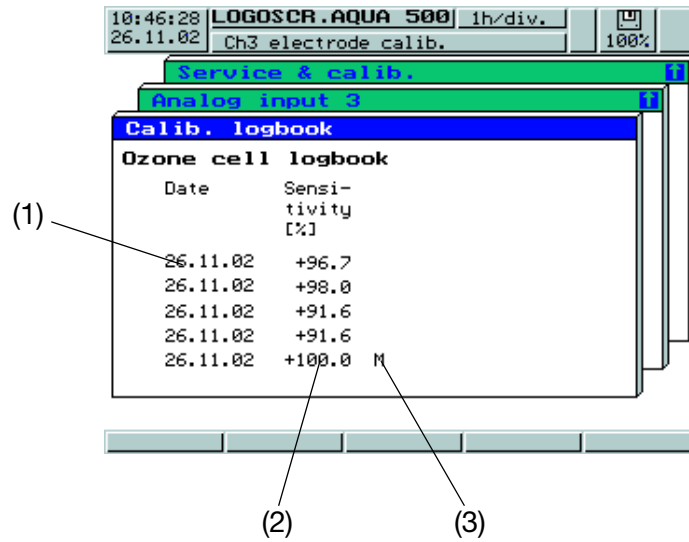 10:46:28 LOGOSCR.AQUA 500 1h/div.
26.11.02 Ch3 electrode calib. 100%
Service & calib.
Analog input 3
Calib. logbook
Ozone cell logbook
Date Sensi-
tivity
[%]
(1)
26.11.02 +96.7
26.11.02 +98.0
26.11.02 +91.6
26.11.02 +91.6
26.11.02 +100.0 M
(2) (3)